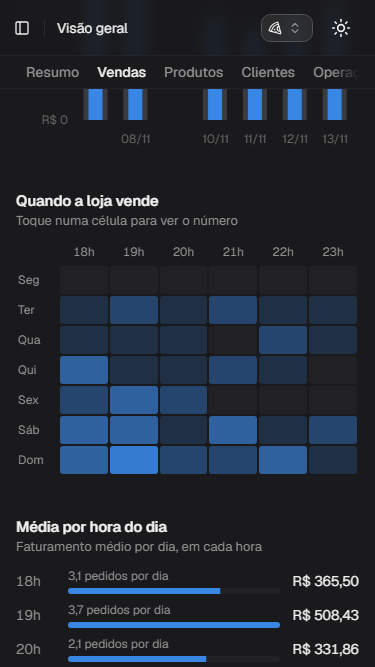 Visão geral
Resumo Vendas Produtos Clientes
R$ 0
08/11 10/11 11/11 12/11 13/11
Quando a loja vende
Toque numa célula para ver o número
18h 19h 20h 21h 22h 23h
Seg
Ter
Qua
Qui
Sex
Sáb
Dom
Média por hora do dia
Faturamento médio por dia, em cada hora
3,1 pedidos por dia
18h R$ 365,50
3,7 pedidos por dia
19h R$ 508,43
2,1 pedidos por dia
20h R$ 331,86